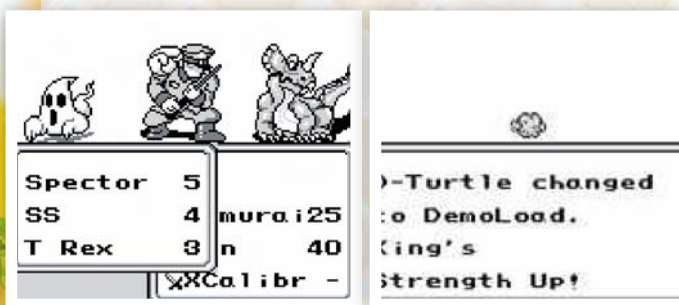 Spector 5
SS 4
T Rex 3
murai25
n 40
XCalibr -
-Turtle changed
o DemoLoad.
ing's
trength Up!